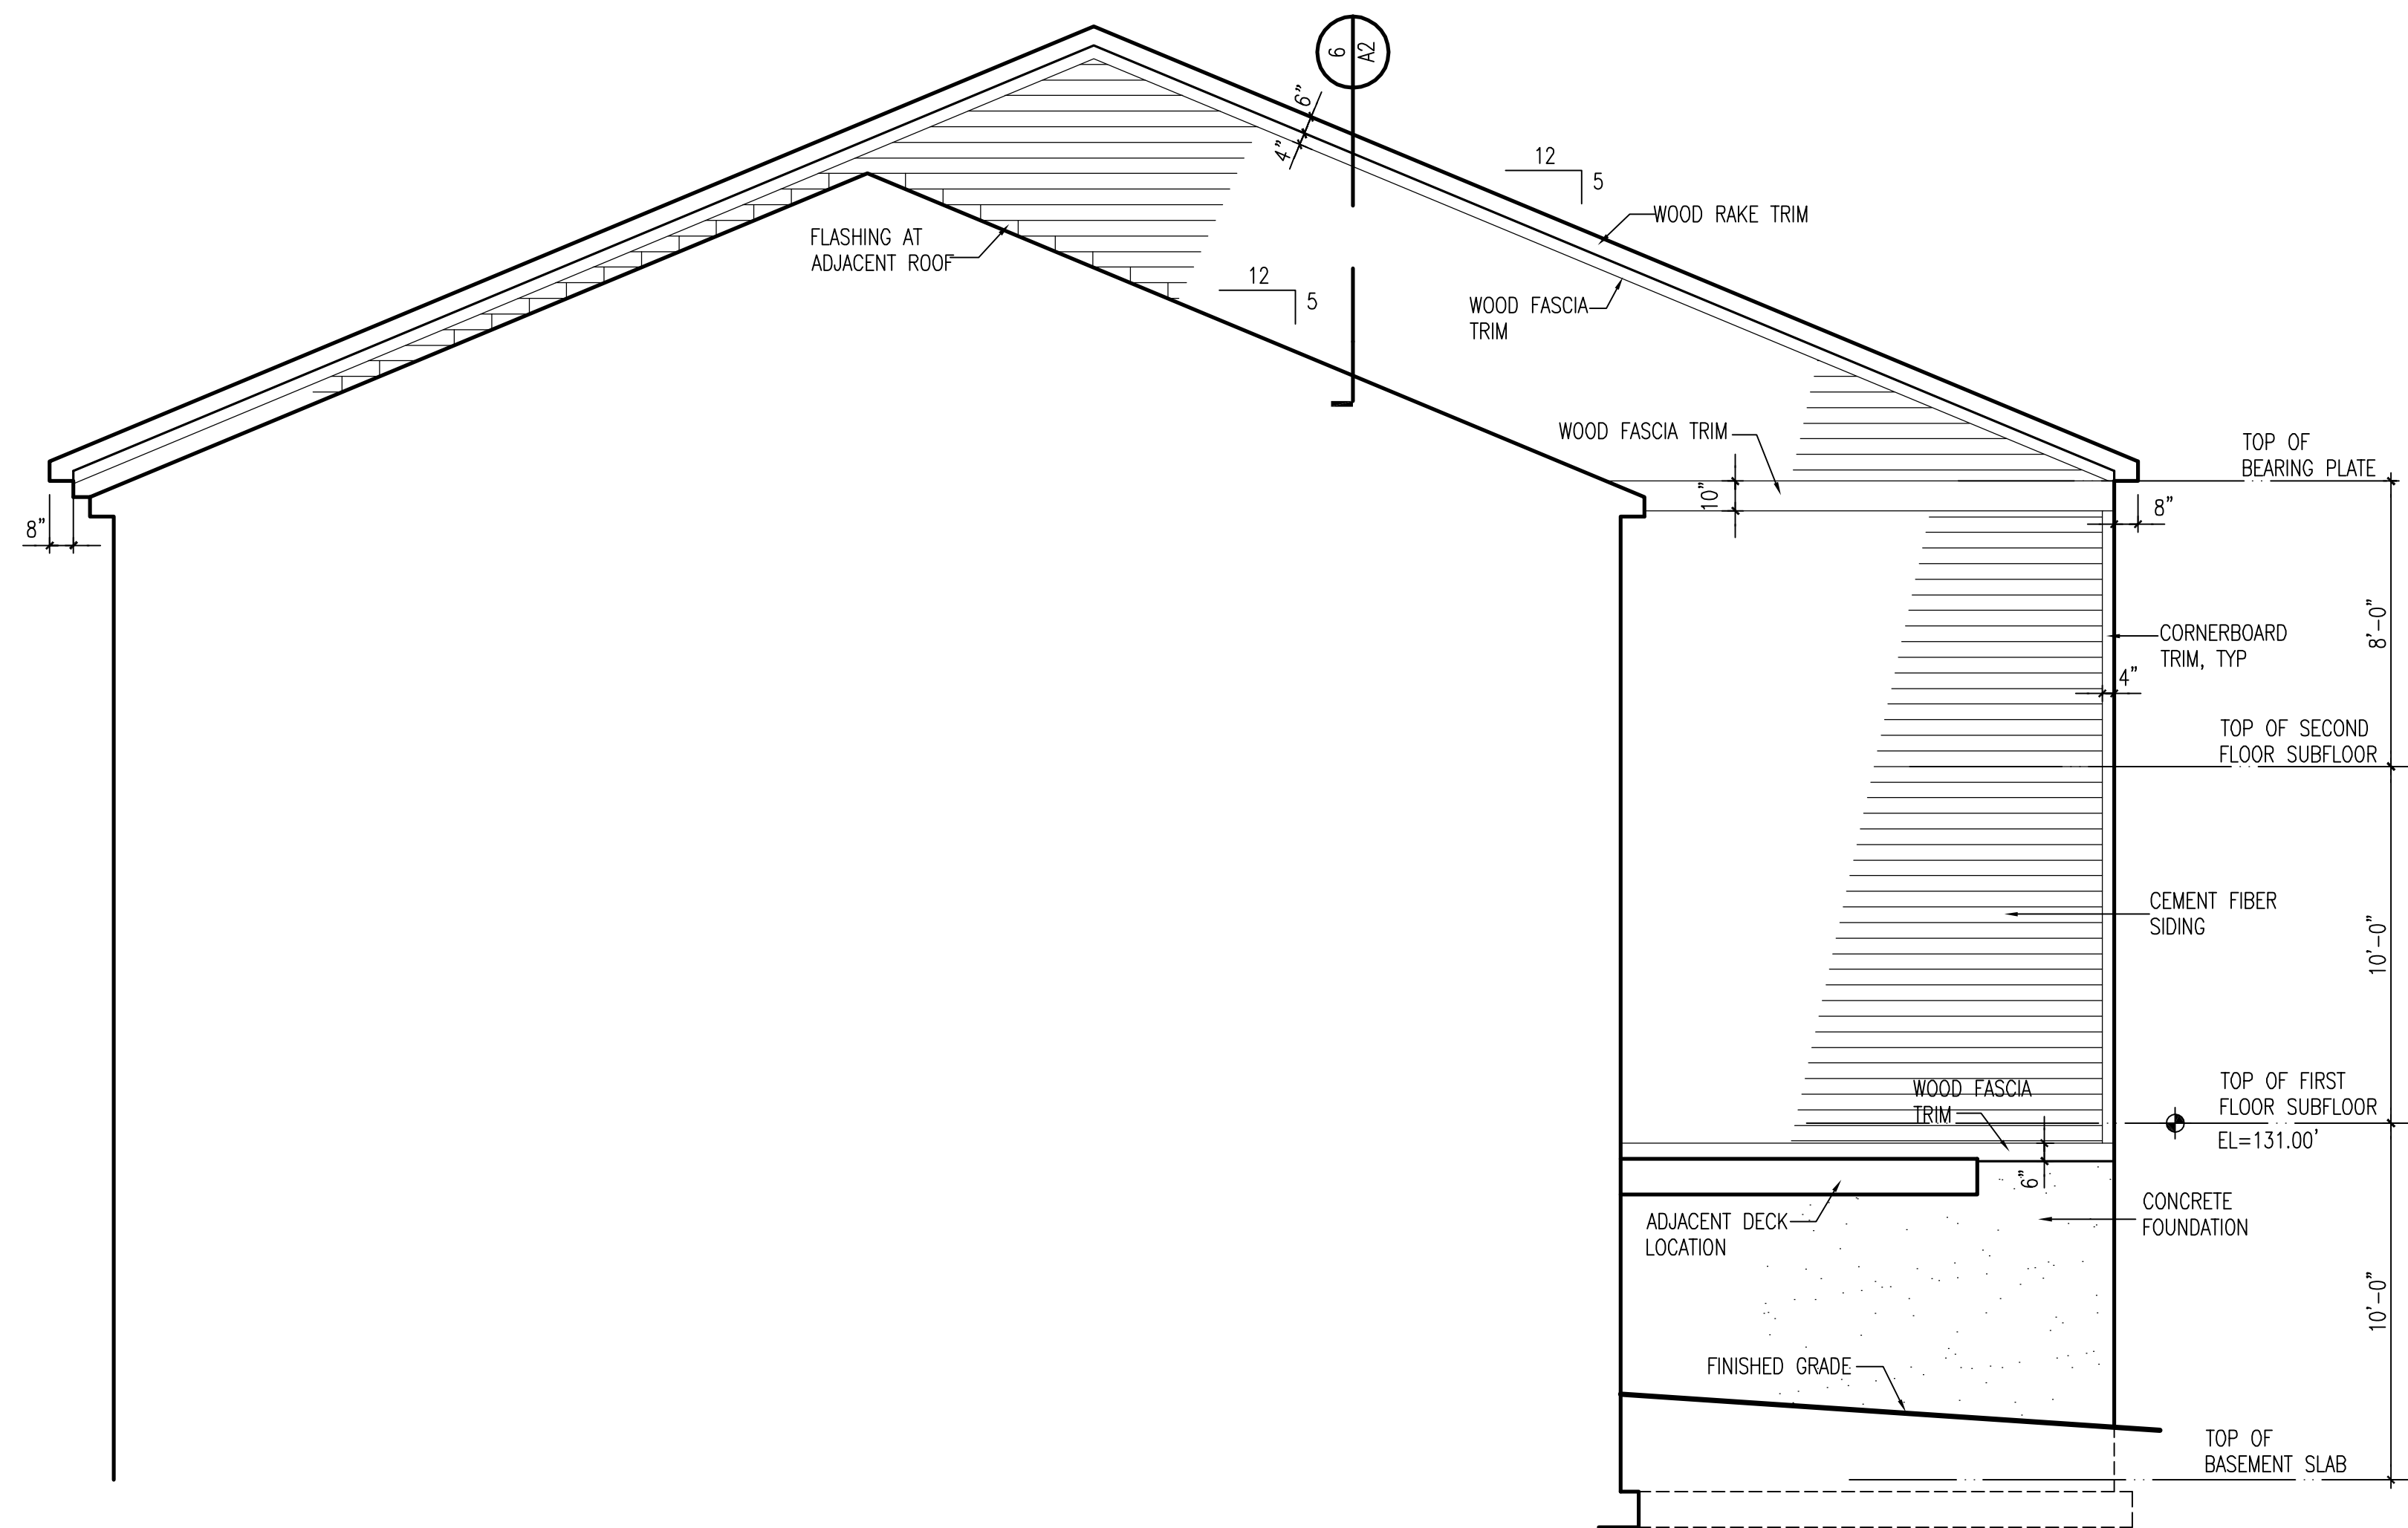 6
A2
6"
4"
12
5
WOOD RAKE TRIM
FLASHING AT
ADJACENT ROOF
12
5
WOOD FASCIA
TRIM
WOOD FASCIA TRIM
TOP OF
BEARING PLATE
10"
8"
8"
8'-0"
CORNERBOARD
TRIM, TYP
4"
TOP OF SECOND
FLOOR SUBFLOOR
CEMENT FIBER
SIDING
10'-0"
WOOD FASCIA
TRIM
TOP OF FIRST
FLOOR SUBFLOOR
EL=131.00'
6"
ADJACENT DECK
LOCATION
CONCRETE
FOUNDATION
10'-0"
FINISHED GRADE
TOP OF
BASEMENT SLAB